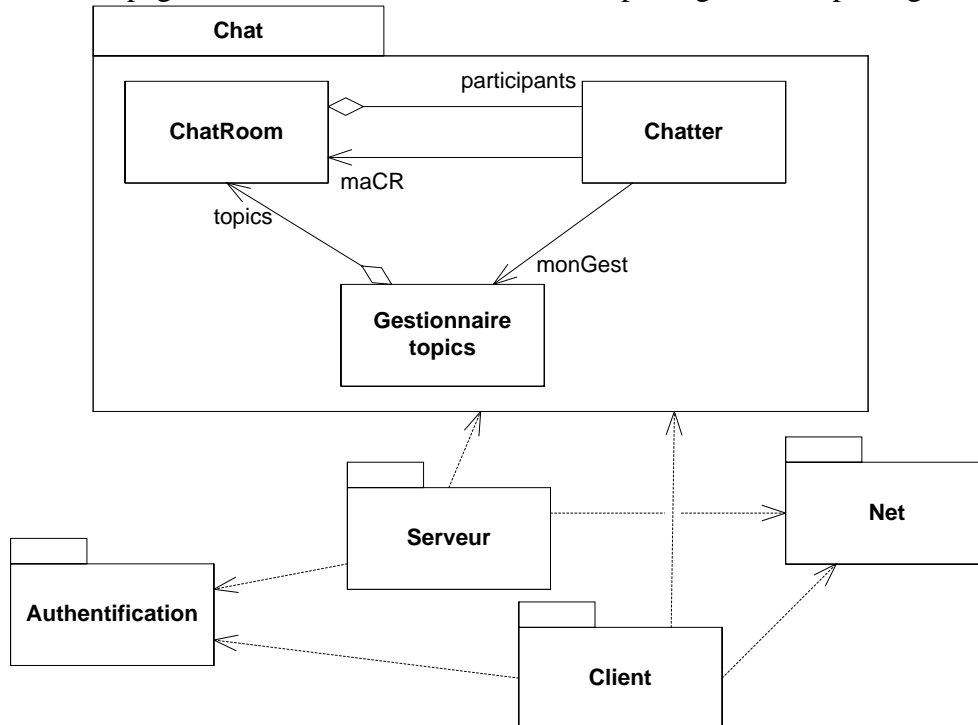 Chat
participants
ChatRoom
Chatter
maCR
topics
monGest
Gestionnaire
topics
Net
Serveur
Authentification
Client